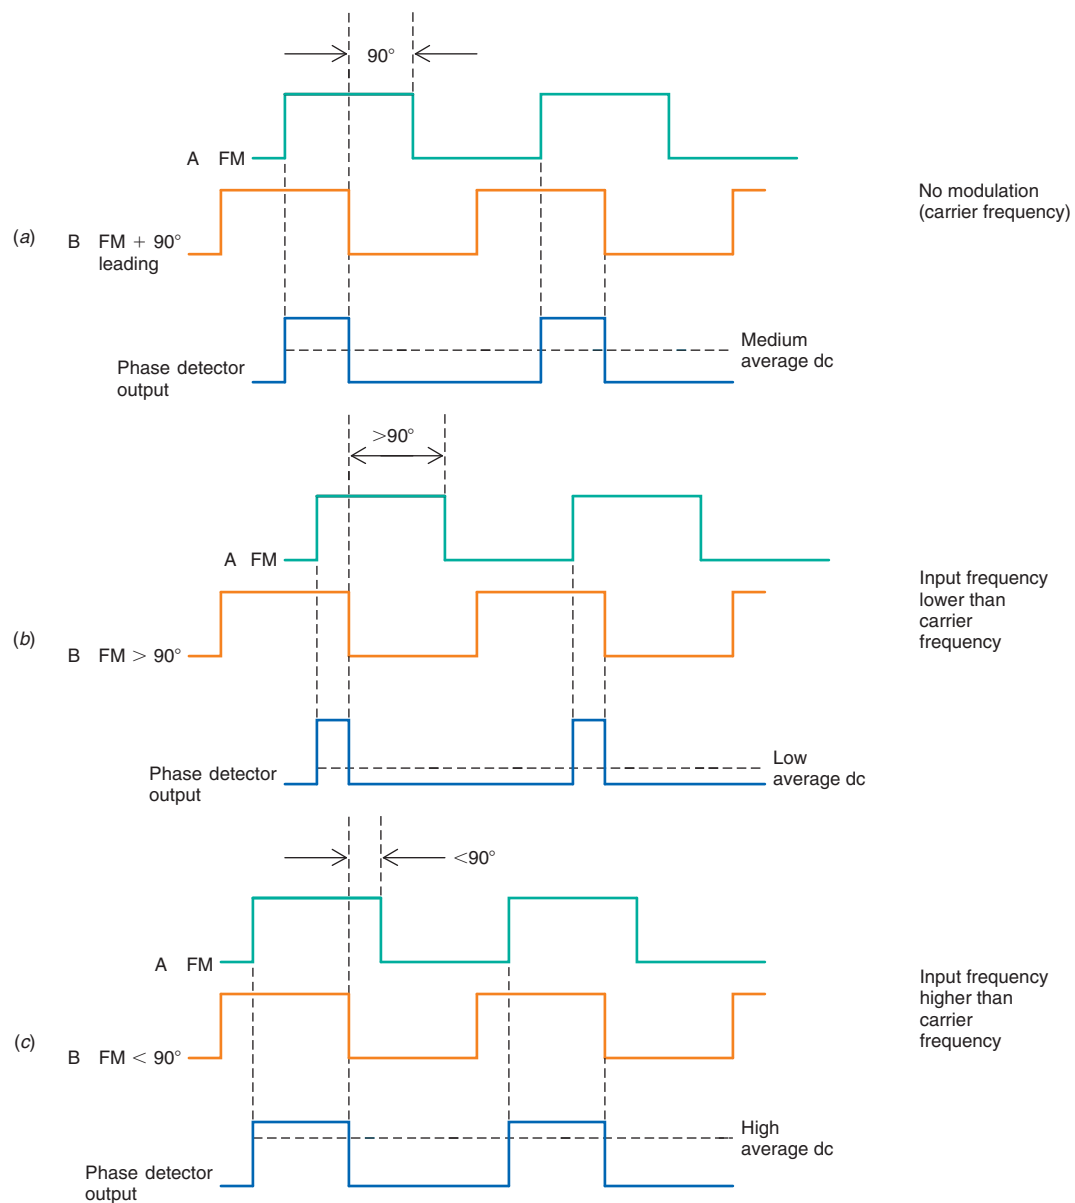 90°
A FM
No modulation
(carrier frequency)
(a)
B FM + 90°
leading
Medium
average dc
Phase detector
output
>90°
A FM
Input frequency
lower than
carrier
frequency
(b)
B FM > 90°
Low
average dc
Phase detector
output
<90°
A FM
Input frequency
higher than
carrier
frequency
(c)
B FM < 90°
High
average dc
Phase detector
output